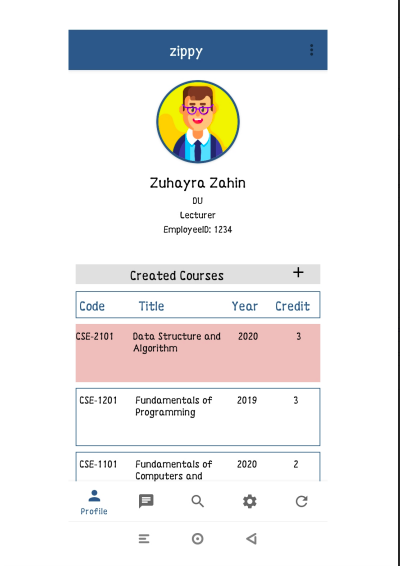 zippy
Zuhayra Zahin
DU
Lecturer
EmployeeID: 1234
Created Courses +
Code Title Year Credit
CSE-2101 Data Structure and 2020 3
Algorithm
CSE-1201 Fundamentals of 2019 3
Programming
CSE-1101 Fundamentals of 2020 2
Computers and
Profile